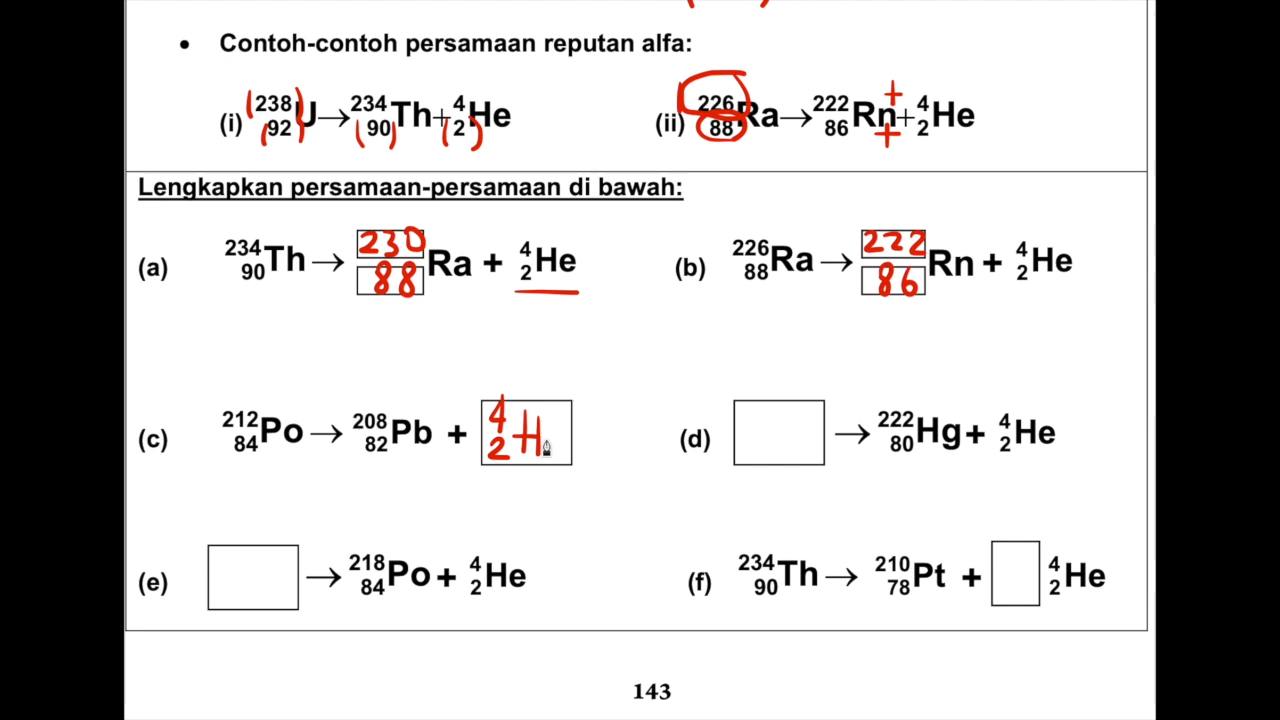 • Contoh-contoh persamaan reputan alfa:
(i) ²³⁸₉₂U → ²³⁴₉₀Th + ⁴₂He (ii) ²²⁶₈₈Ra → ²²²₈₆Rn + ⁴₂He
+
+
Lengkapkan persamaan-persamaan di bawah:
(a) ²³⁴₉₀Th → ²³⁰₈₈Ra + ⁴₂He (b) ²²⁶₈₈Ra → ²²²₈₆Rn + ⁴₂He
(c) ²¹²₈₄Po → ²⁰⁸₈₂Pb + ⁴₂H (d) → ²²²₈₀Hg + ⁴₂He
(e) → ²¹⁸₈₄Po + ⁴₂He (f) ²³⁴₉₀Th → ²¹⁰₇₈Pt + ⁴₂He
143